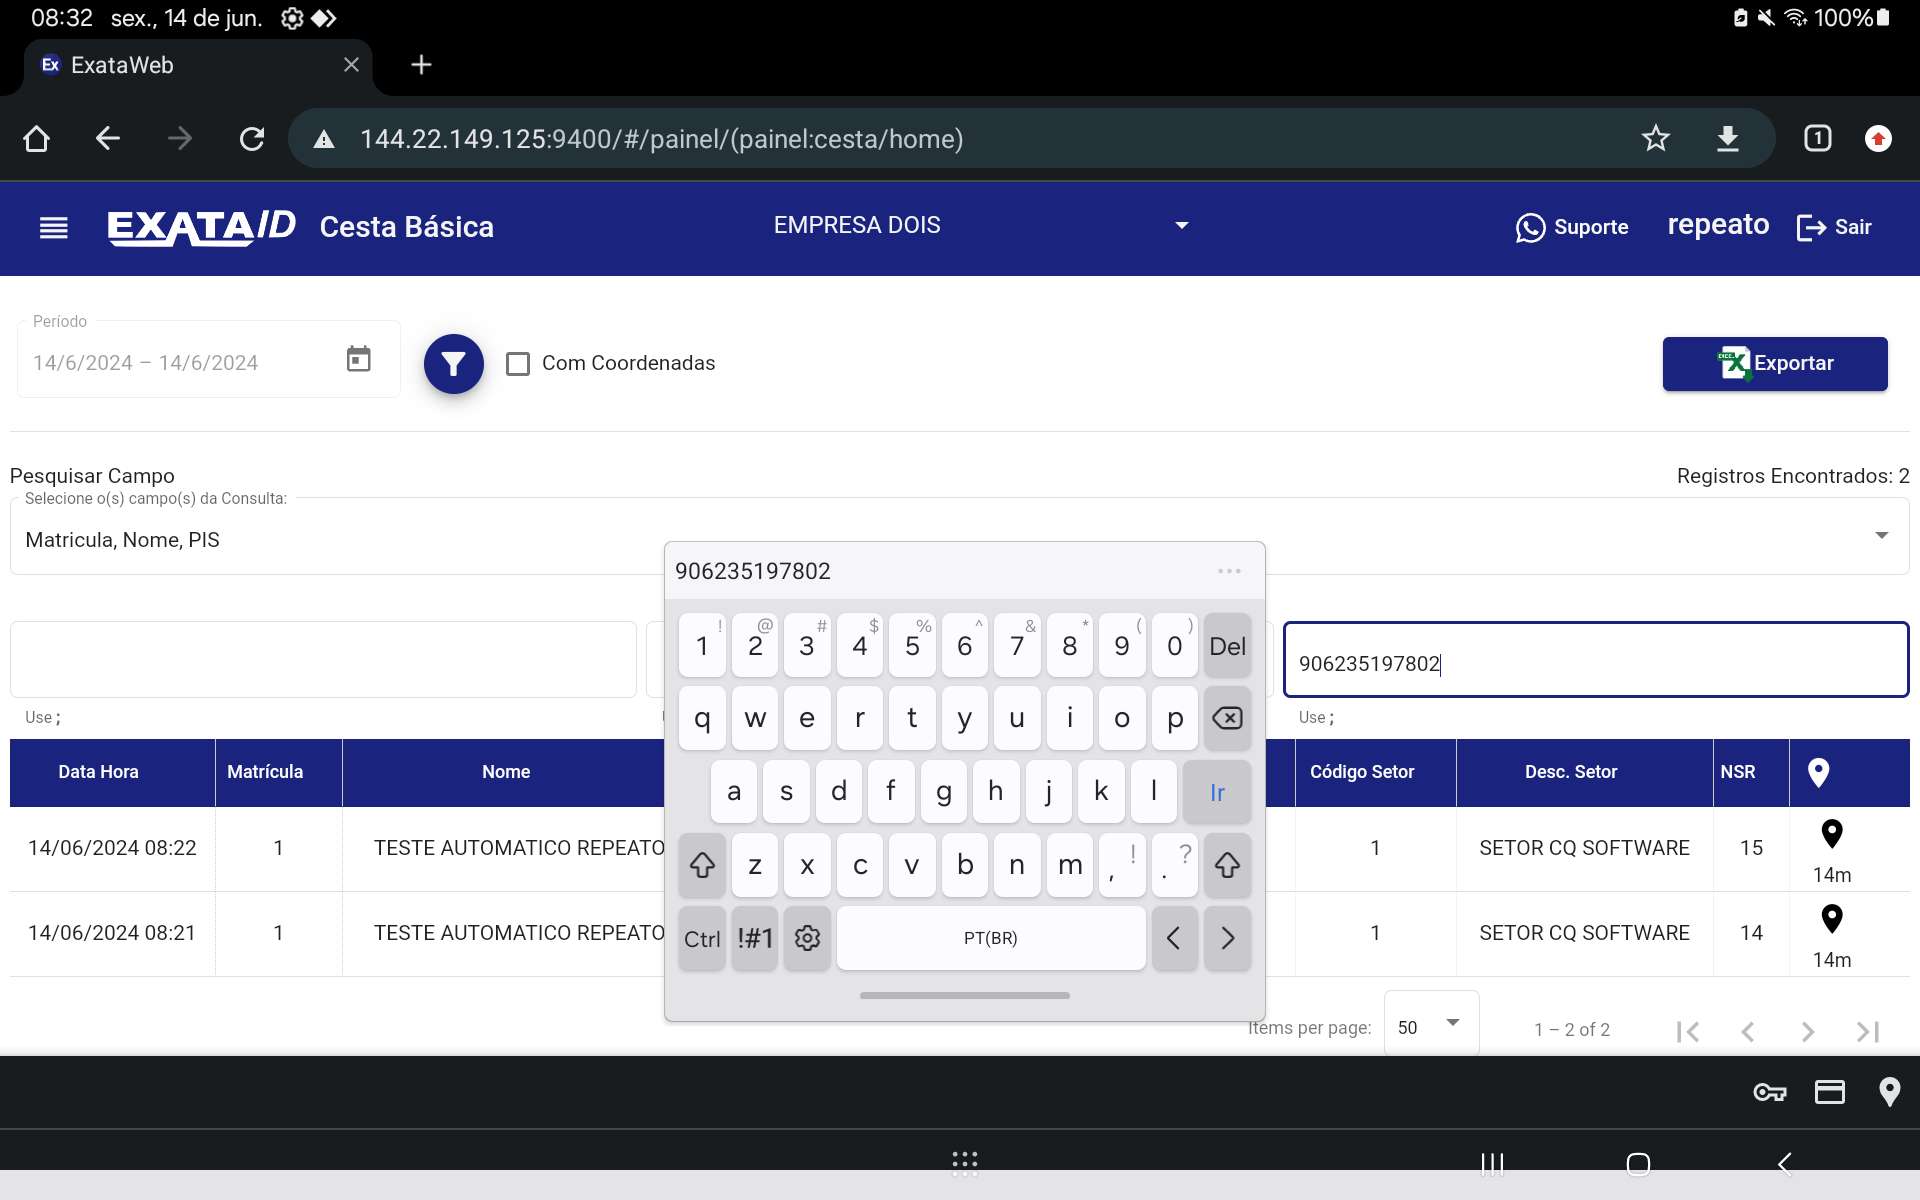 08:32 sex., 14 de jun. 100%
Ex ExataWeb
144.22.149.125:9400/#/painel/(painel:cesta/home) 1
EXATA ID Cesta Básica EMPRESA DOIS Suporte repeato Sair
Período
14/6/2024 – 14/6/2024 Com Coordenadas Exportar
Pesquisar Campo Registros Encontrados: 2
Selecione o(s) campo(s) da Consulta:
Matricula, Nome, PIS
906235197802 ...
906235197802
Use ; Use ;
! @ # $ % ^ & * ( )
1 2 3 4 5 6 7 8 9 0 Del
q w e r t y u i o p
a s d f g h j k l Ir
z x c v b n m , ! . ?
Ctrl !#1 PT(BR) < >
Data Hora Matrícula Nome Código Setor Desc. Setor NSR
14/06/2024 08:22 1 TESTE AUTOMATICO REPEATO 1 SETOR CQ SOFTWARE 15 14m
14/06/2024 08:21 1 TESTE AUTOMATICO REPEATO 1 SETOR CQ SOFTWARE 14 14m
Items per page: 50 1 – 2 of 2